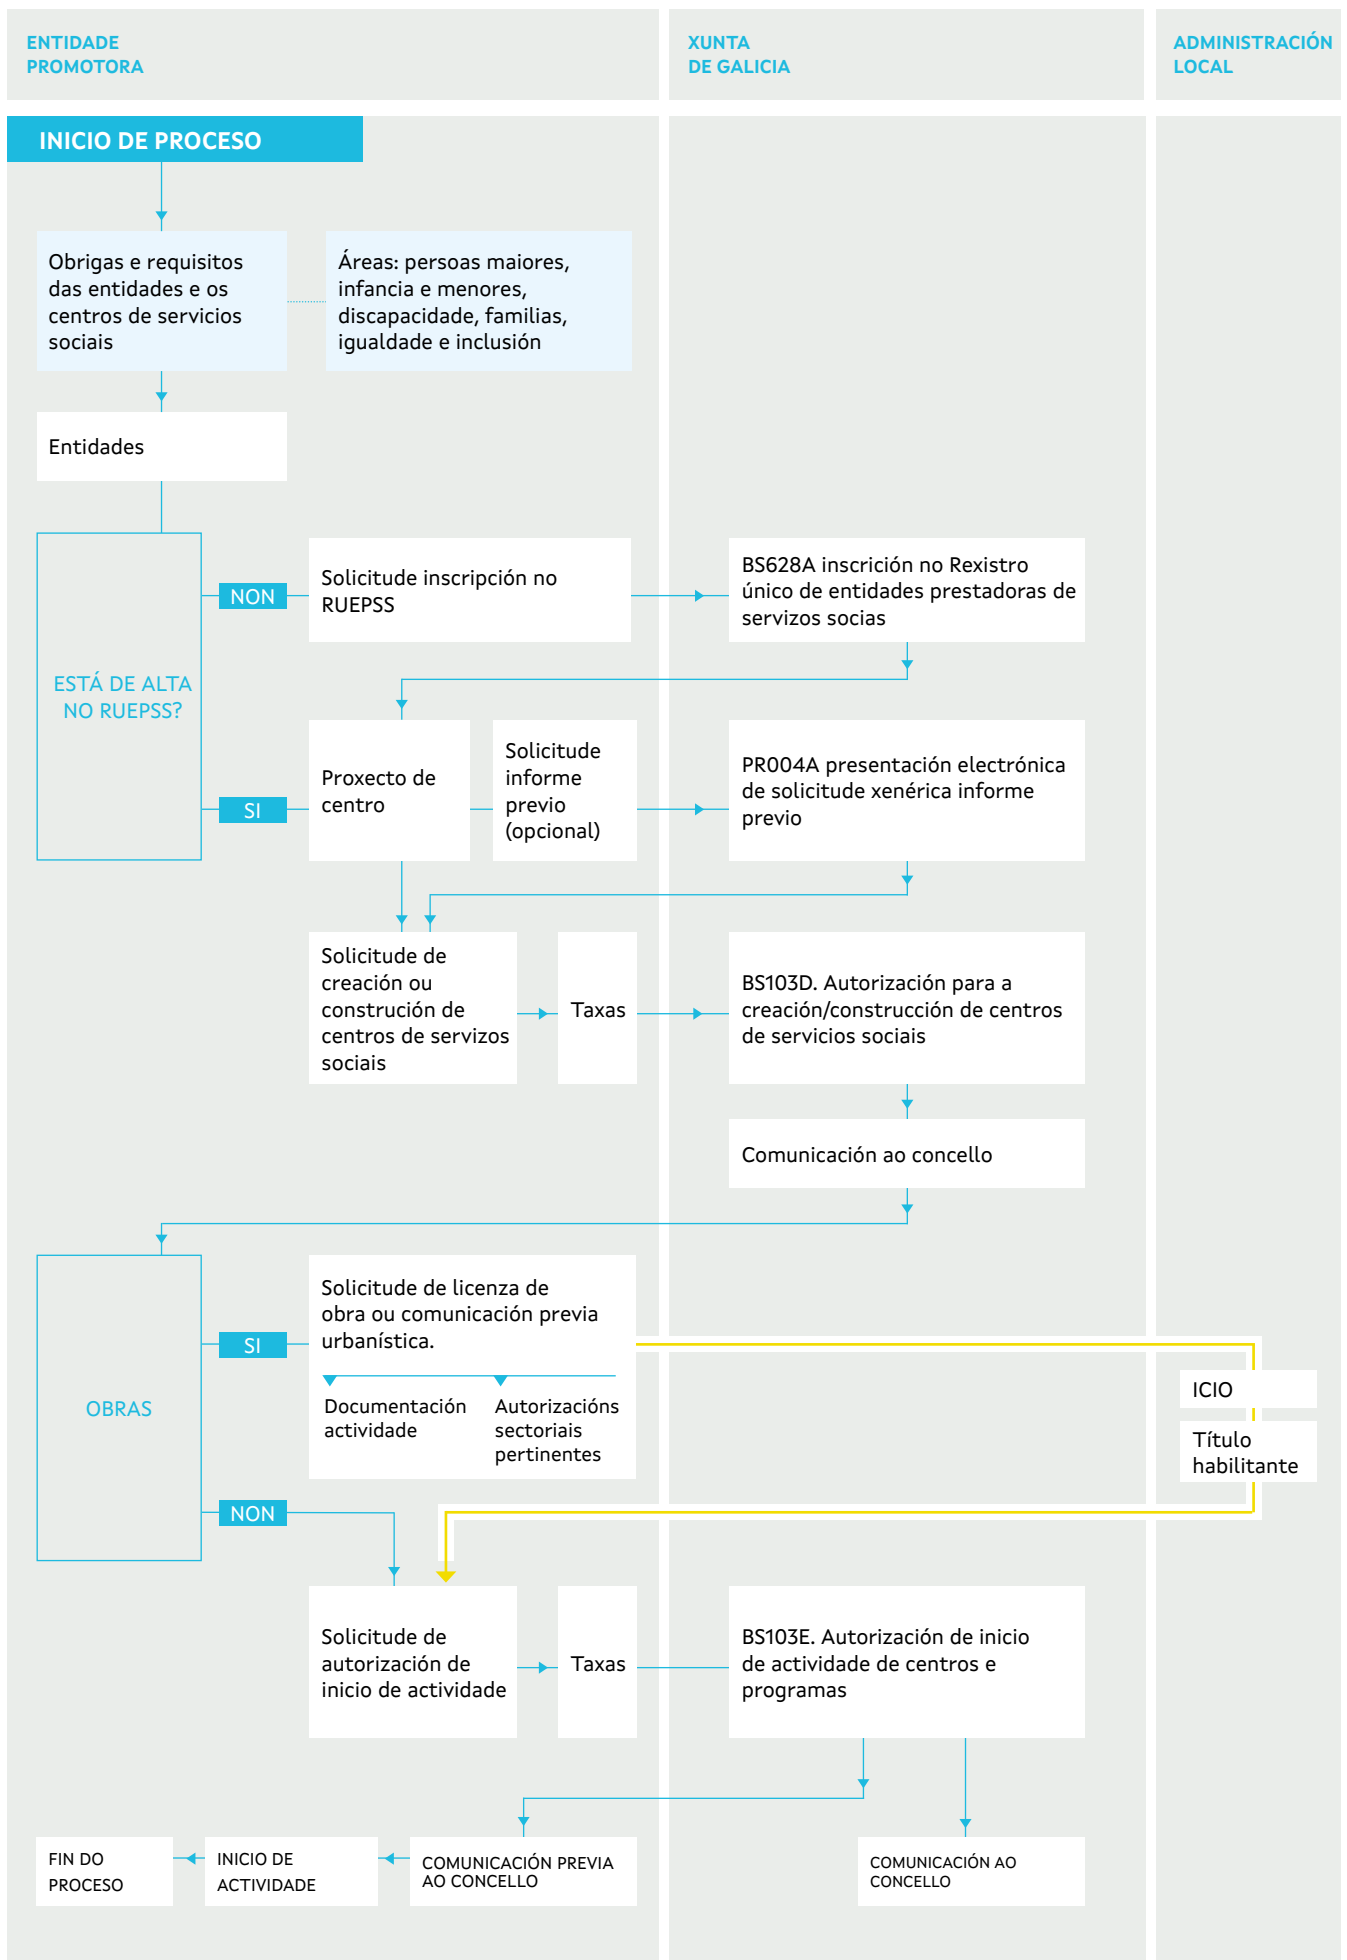 ENTIDADE
PROMOTORA
XUNTA
DE GALICIA
ADMINISTRACIÓN
LOCAL
INICIO DE PROCESO
Obrigas e requisitos
das entidades e os
centros de servicios
sociais
Áreas: persoas maiores,
infancia e menores,
discapacidade, familias,
igualdade e inclusión
Entidades
ESTÁ DE ALTA
NO RUEPSS?
NON
Solicitude inscripción no
RUEPSS
BS628A inscrición no Rexistro
único de entidades prestadoras de
servizos socias
SI
Proxecto de
centro
Solicitude
informe
previo
(opcional)
PR004A presentación electrónica
de solicitude xenérica informe
previo
Solicitude de
creación ou
construción de
centros de servizos
sociais
Taxas
BS103D. Autorización para a
creación/construcción de centros
de servicios sociais
Comunicación ao concello
OBRAS
SI
Solicitude de licenza de
obra ou comunicación previa
urbanística.
Documentación
actividade
Autorizacións
sectoriais
pertinentes
ICIO
Título
habilitante
NON
Solicitude de
autorización de
inicio de actividade
Taxas
BS103E. Autorización de inicio
de actividade de centros e
programas
FIN DO
PROCESO
INICIO DE
ACTIVIDADE
COMUNICACIÓN PREVIA
AO CONCELLO
COMUNICACIÓN AO
CONCELLO